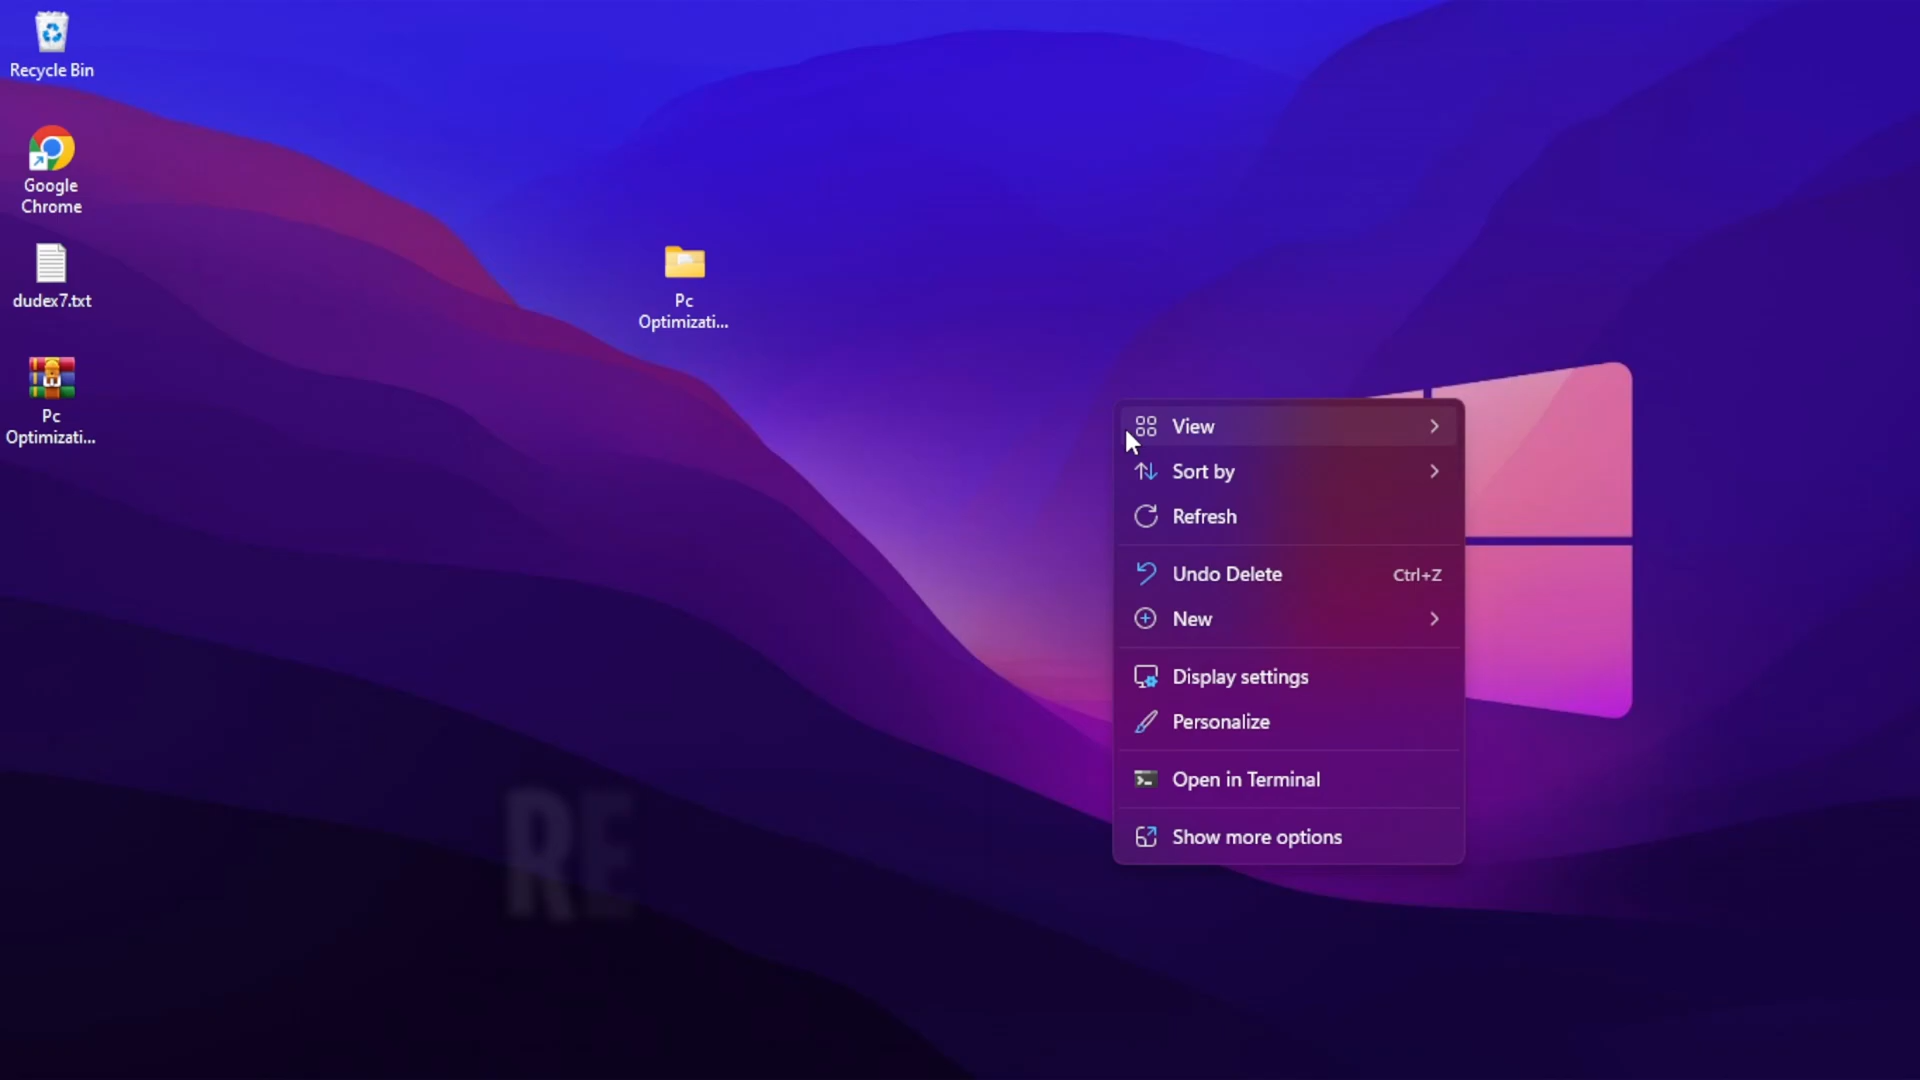 Recycle Bin
Google
Chrome
dudex7.txt
Pc
Optimizati...
Pc
Optimizati...
View
Sort by
Refresh
Undo Delete Ctrl+Z
New
Display settings
Personalize
Open in Terminal
Show more options
RE